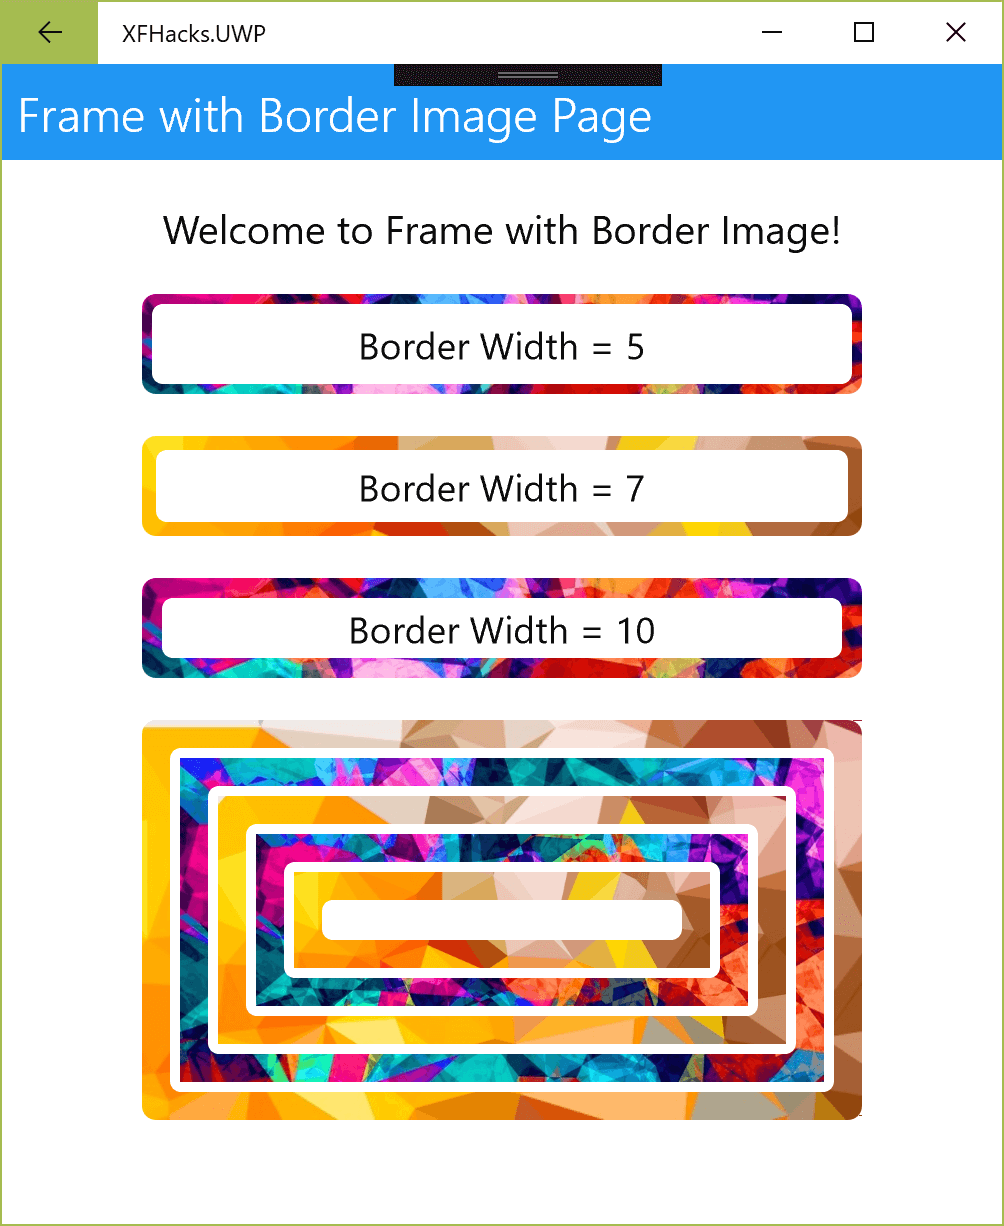 XFHacks.UWP
Frame with Border Image Page
Welcome to Frame with Border Image!
Border Width = 5
Border Width = 7
Border Width = 10